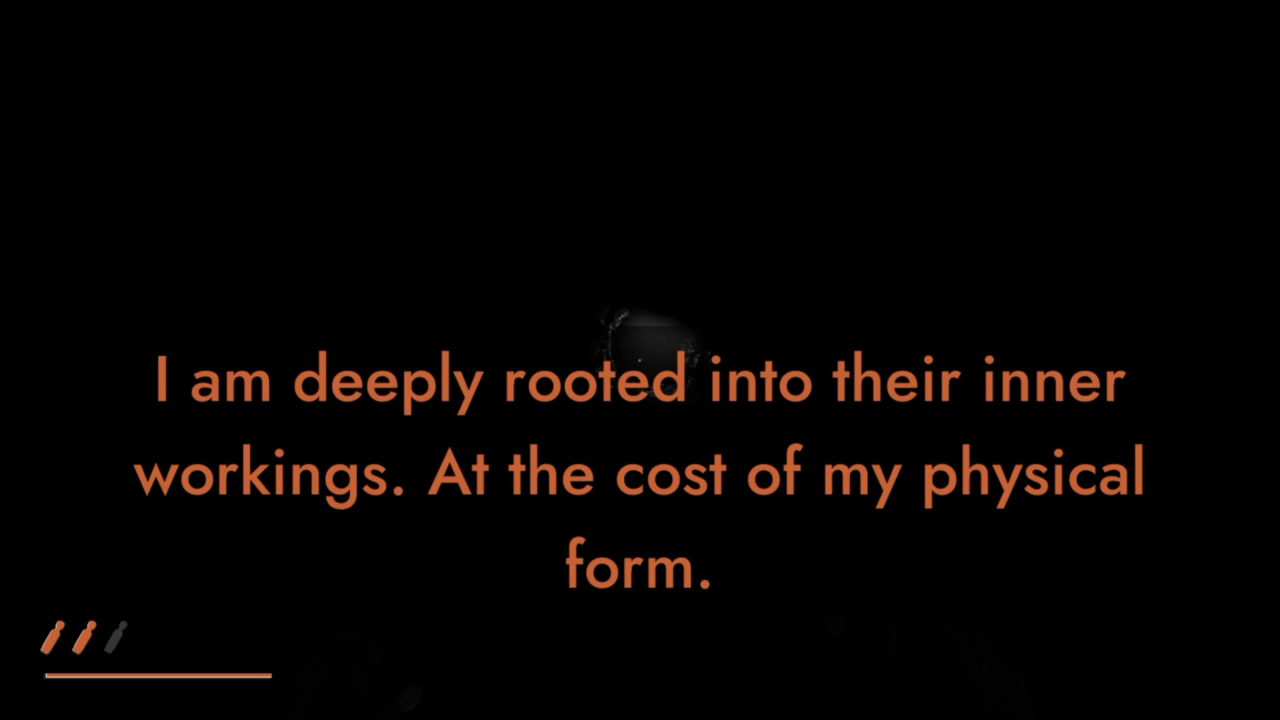 I am deeply rooted into their inner
workings. At the cost of my physical
form.